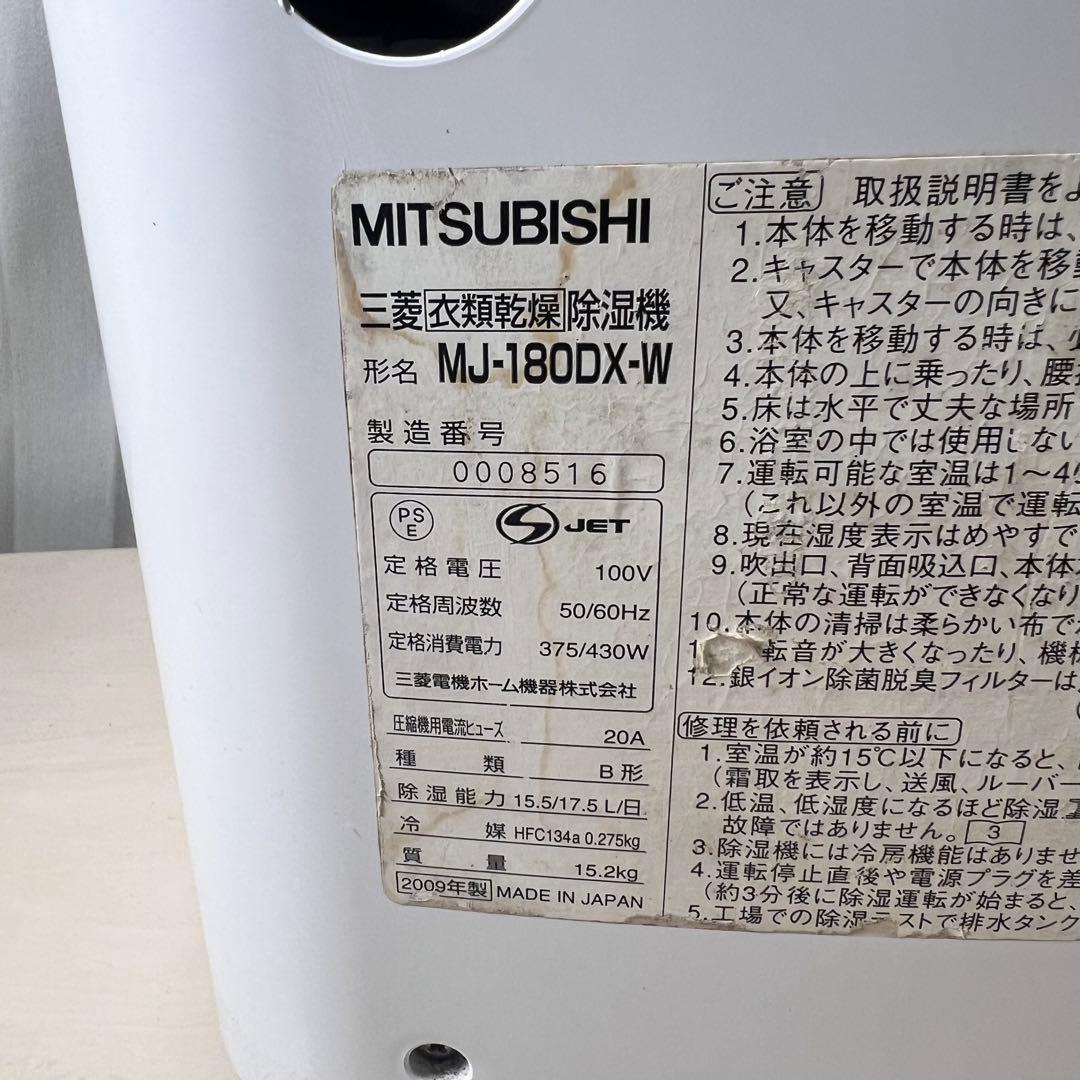 MITSUBISHI
三菱衣類乾燥除湿機
形名 MJ-180DX-W
製造番号
0008516
PSE
S JET
定格電圧 100V
定格周波数 50/60Hz
定格消費電力 375/430W
三菱電機ホーム機器株式会社
圧縮機用電流ヒューズ 20A
種類 B形
除湿能力 15.5/17.5 L/日
冷媒 HFC134a 0.275kg
質量 15.2kg
2009年製 MADE IN JAPAN
ご注意 取扱説明書をよ
1.本体を移動する時は、
2.キャスターで本体を移動
又、キャスターの向きに
3.本体を移動する時は、
4.本体の上に乗ったり、腰
5.床は水平で丈夫な場所
6.浴室の中では使用しない
7.運転可能な室温は1〜4
(これ以外の室温で運転
8.現在湿度表示はめやすで
9.吹出口、背面吸込口、本体
(正常な運転ができなくなり
10.本体の清掃は柔らかい布で
転音が大きくなったり、機
12.銀イオン除菌脱臭フィルターは
修理を依頼される前に
1.室温が約15℃以下になると、
(霜取を表示し、送風、ルーバー
2.低温、低湿度になるほど除湿
故障ではありません。 3
3.除湿機には冷房機能はありませ
4.運転停止直後や電源プラグを差
(約3分後に除湿運転が始まると、
5.工場での除湿テストで排水タンク